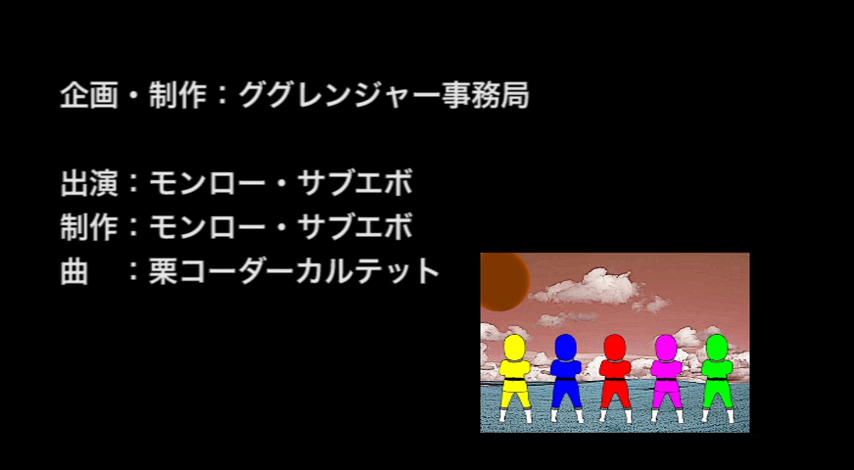 企画・制作：ググレンジャー事務局
出演：モンロー・サブエボ
制作：モンロー・サブエボ
曲　：栗コーダーカルテット